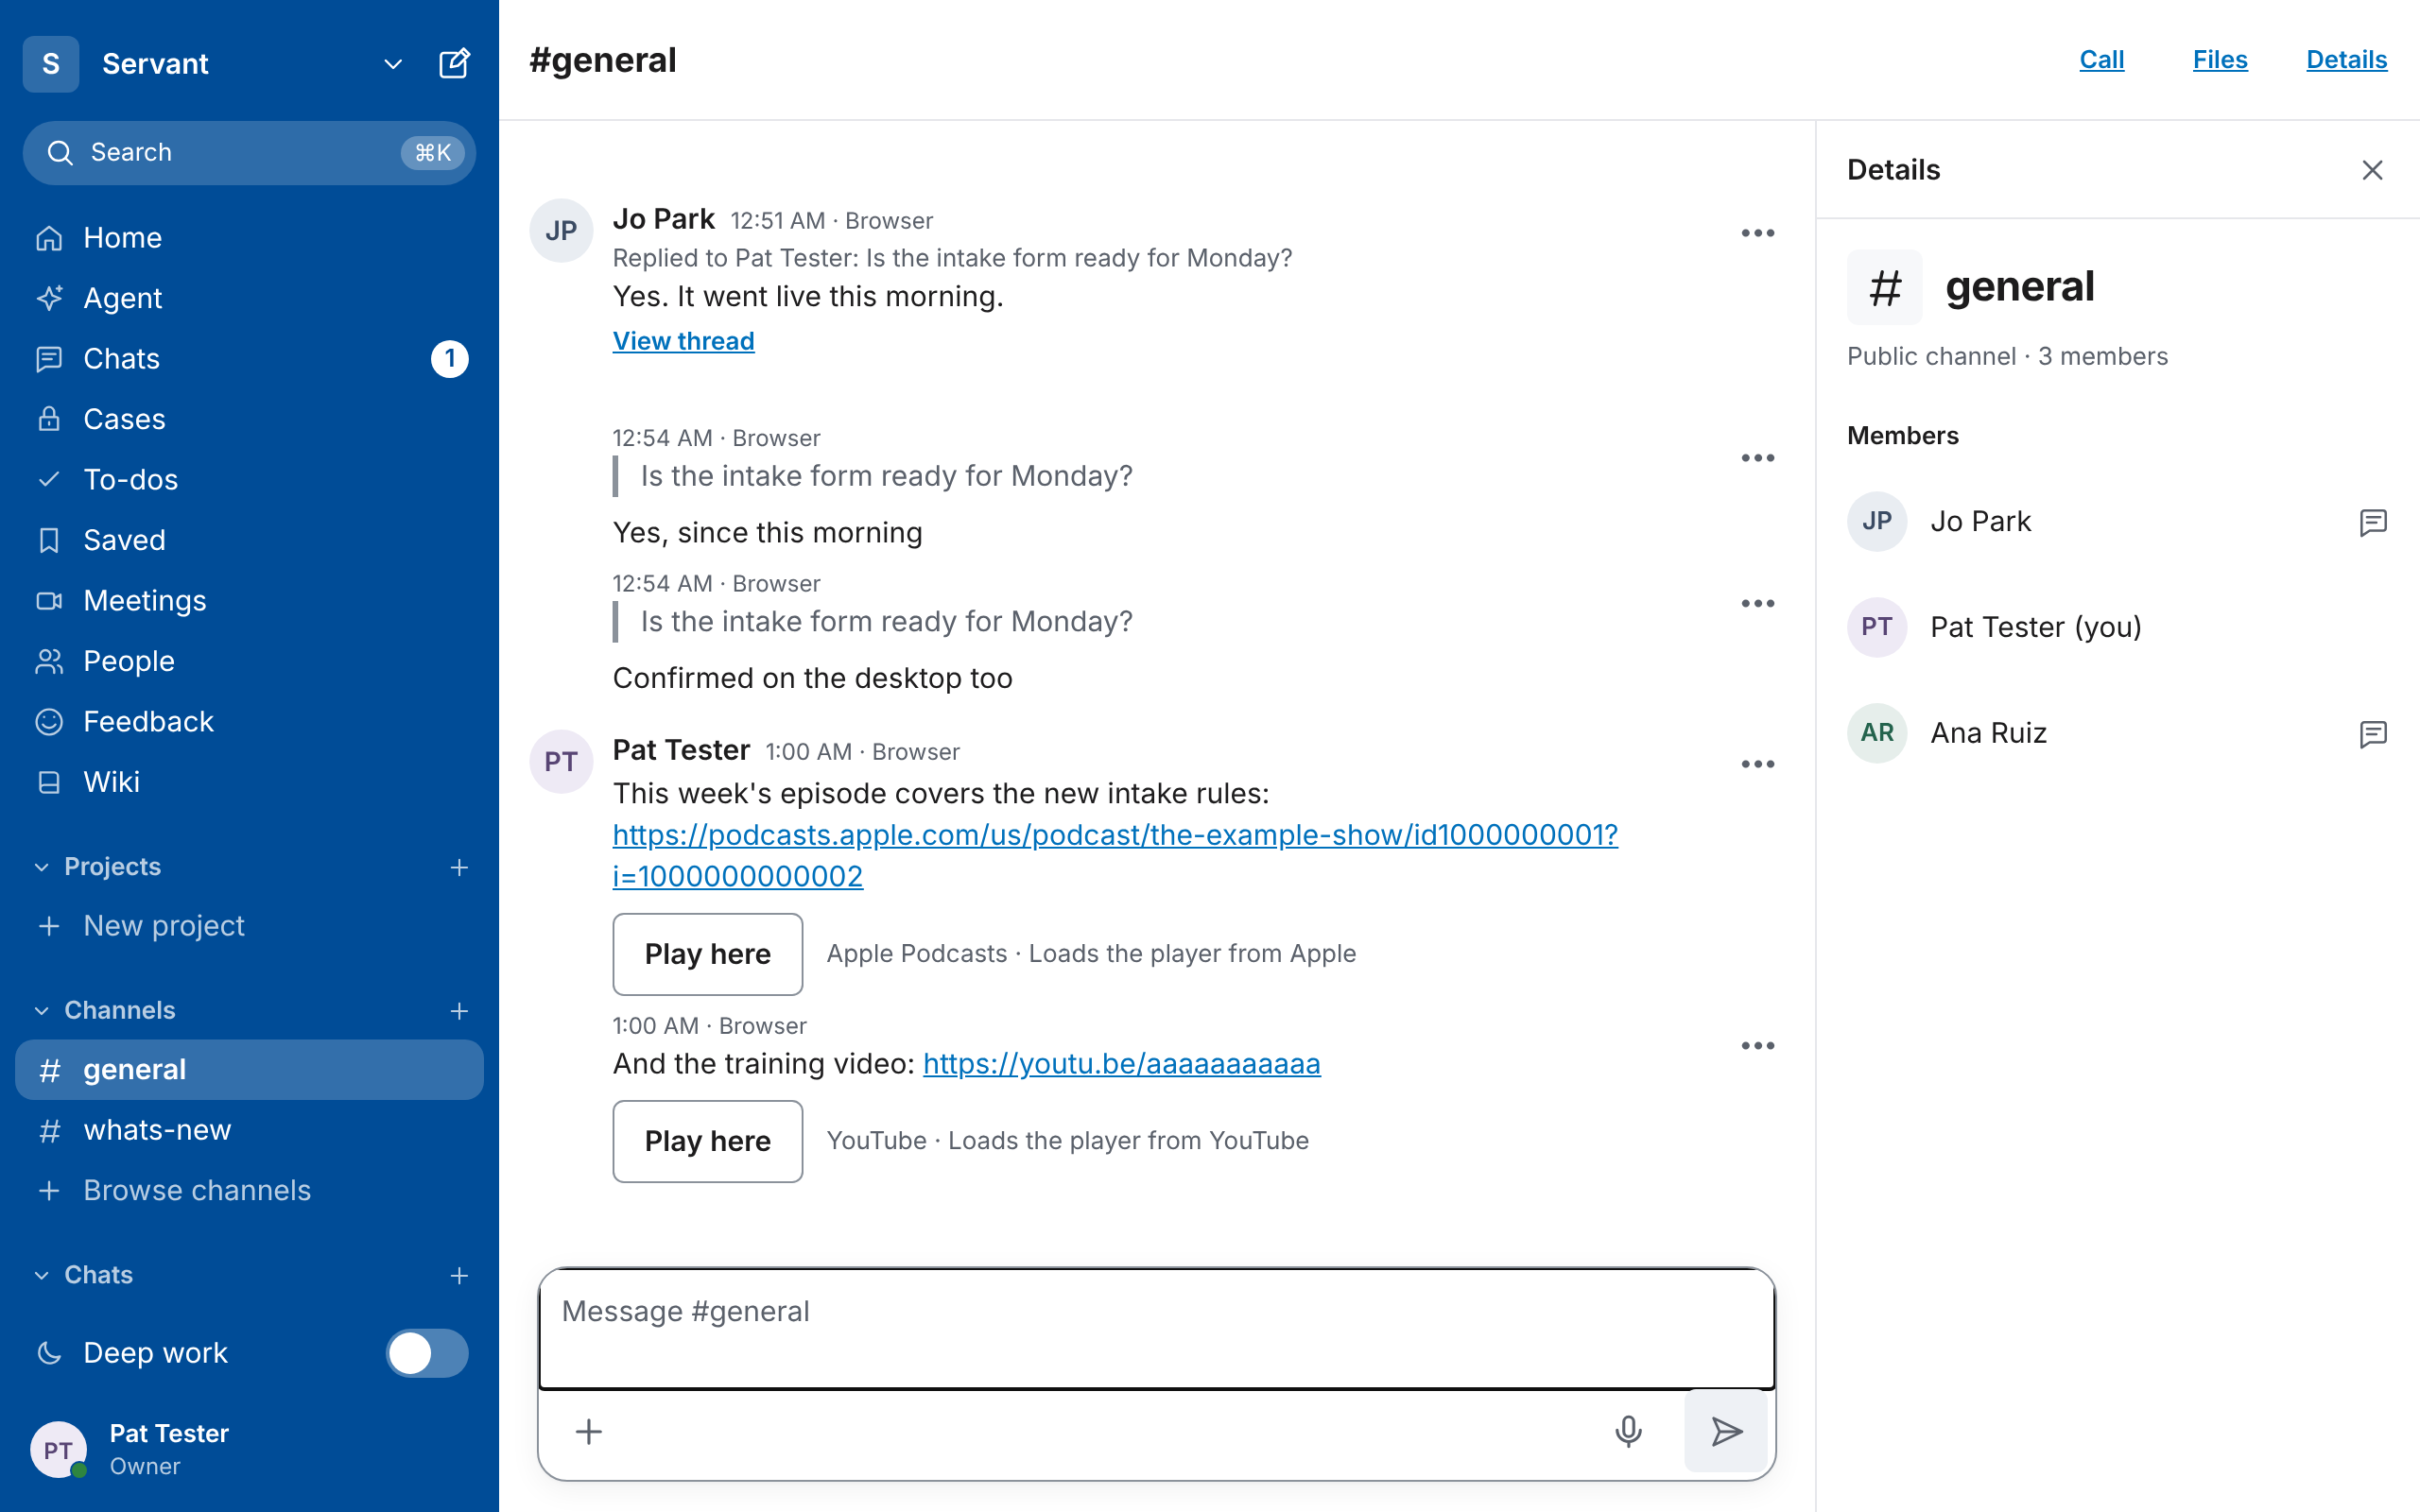 S
Servant
Search
⌘K
Home
Agent
Chats
1
Cases
To-dos
Saved
Meetings
People
Feedback
Wiki
Projects
New project
Channels
# general
# whats-new
Browse channels
Chats
Deep work
PT
Pat Tester
Owner
#general
Call
Files
Details
JP
Jo Park 12:51 AM · Browser
Replied to Pat Tester: Is the intake form ready for Monday?
Yes. It went live this morning.
View thread
12:54 AM · Browser
Is the intake form ready for Monday?
Yes, since this morning
12:54 AM · Browser
Is the intake form ready for Monday?
Confirmed on the desktop too
PT
Pat Tester 1:00 AM · Browser
This week's episode covers the new intake rules:
https://podcasts.apple.com/us/podcast/the-example-show/id1000000001?
i=1000000000002
Play here
Apple Podcasts · Loads the player from Apple
1:00 AM · Browser
And the training video: https://youtu.be/aaaaaaaaaaa
Play here
YouTube · Loads the player from YouTube
Message #general
Details
# general
Public channel · 3 members
Members
JP
Jo Park
PT
Pat Tester (you)
AR
Ana Ruiz